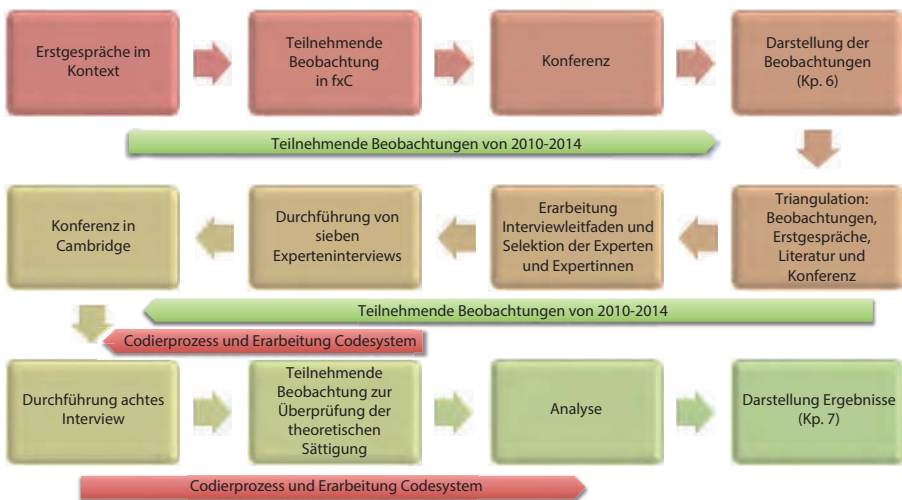 Erstgespräche im
Kontext
Teilnehmende
Beobachtung
in fxC
Konferenz
Darstellung der
Beobachtungen
(Kp. 6)
Teilnehmende Beobachtungen von 2010-2014
Triangulation:
Beobachtungen,
Erstgespräche,
Literatur und
Konferenz
Erarbeitung
Interviewleitfaden und
Selektion der Experten
und Expertinnen
Durchführung von
sieben
Experteninterviews
Konferenz in
Cambridge
Teilnehmende Beobachtungen von 2010-2014
Codierprozess und Erarbeitung Codesystem
Durchführung achtes
Interview
Teilnehmende
Beobachtung zur
Überprüfung der
theoretischen
Sättigung
Analyse
Darstellung Ergebnisse
(Kp. 7)
Codierprozess und Erarbeitung Codesystem